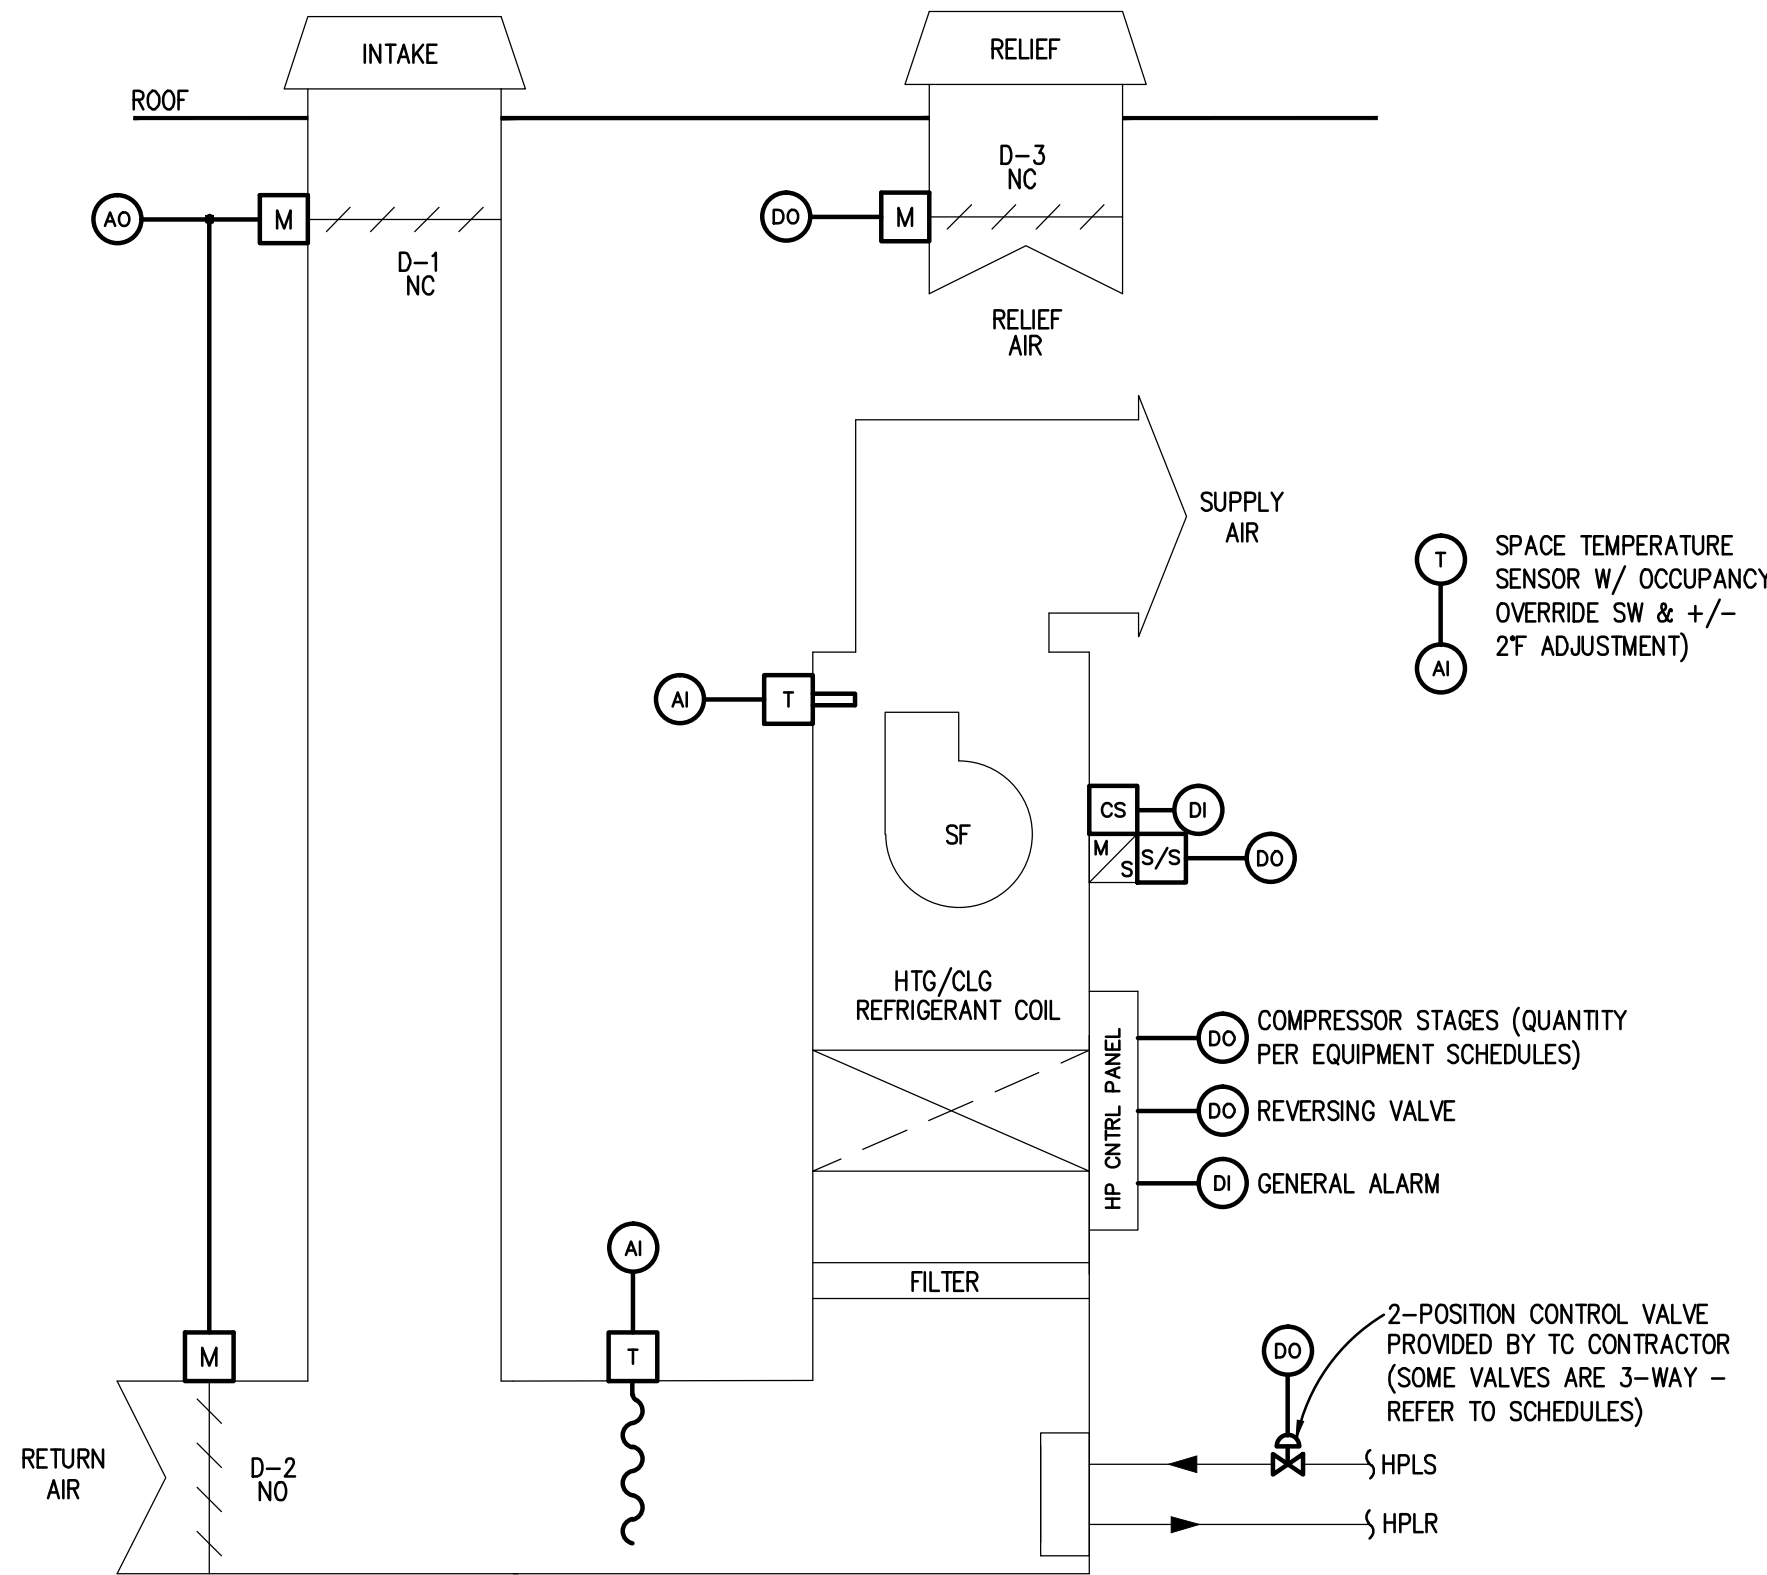 INTAKE
RELIEF
ROOF
D-3
NC
AO
M
DO
M
D-1
NC
RELIEF
AIR
SUPPLY
AIR
T
SPACE TEMPERATURE
SENSOR W/ OCCUPANCY
OVERRIDE SW & +/-
2°F ADJUSTMENT)
AI
AI
T
CS
DI
SF
M
S
S/S
DO
HTG/CLG
REFRIGERANT COIL
HP CNTRL PANEL
DO
COMPRESSOR STAGES (QUANTITY
PER EQUIPMENT SCHEDULES)
DO
REVERSING VALVE
DI
GENERAL ALARM
AI
FILTER
M
T
DO
2-POSITION CONTROL VALVE
PROVIDED BY TC CONTRACTOR
(SOME VALVES ARE 3-WAY -
REFER TO SCHEDULES)
RETURN
AIR
D-2
NO
HPLS
HPLR